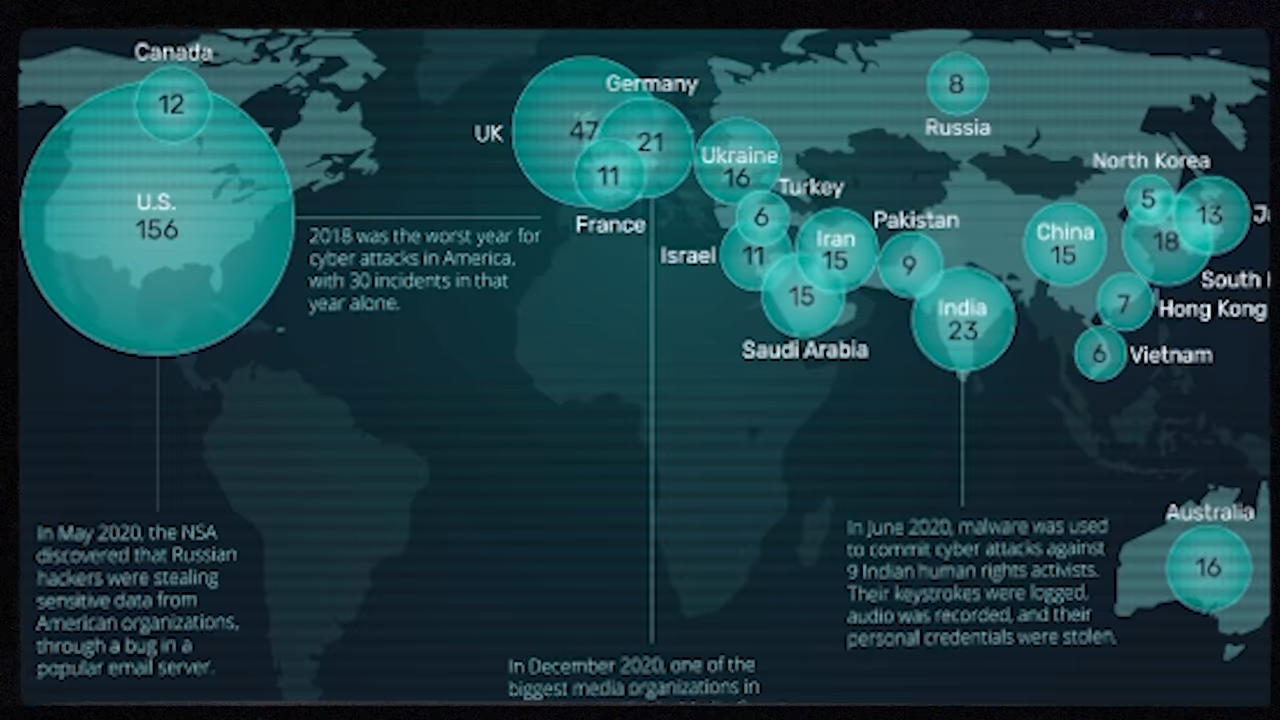 Canada
12
U.S.
156
2018 was the worst year for
cyber attacks in America,
with 30 incidents in that
year alone.
In May 2020, the NSA
discovered that Russian
hackers were stealing
sensitive data from
American organizations,
through a bug in a
popular email server.
UK
47
Germany
21
11
France
Ukraine
16
Turkey
6
Israel
11
Iran
15
15
Saudi Arabia
Pakistan
9
India
23
Russia
8
China
15
North Korea
5
13
18
South
7
Hong Kong
6
Vietnam
In December 2020, one of the
biggest media organizations in
In June 2020, malware was used
to commit cyber attacks against
9 Indian human rights activists.
Their keystrokes were logged,
audio was recorded, and their
personal credentials were stolen.
Australia
16